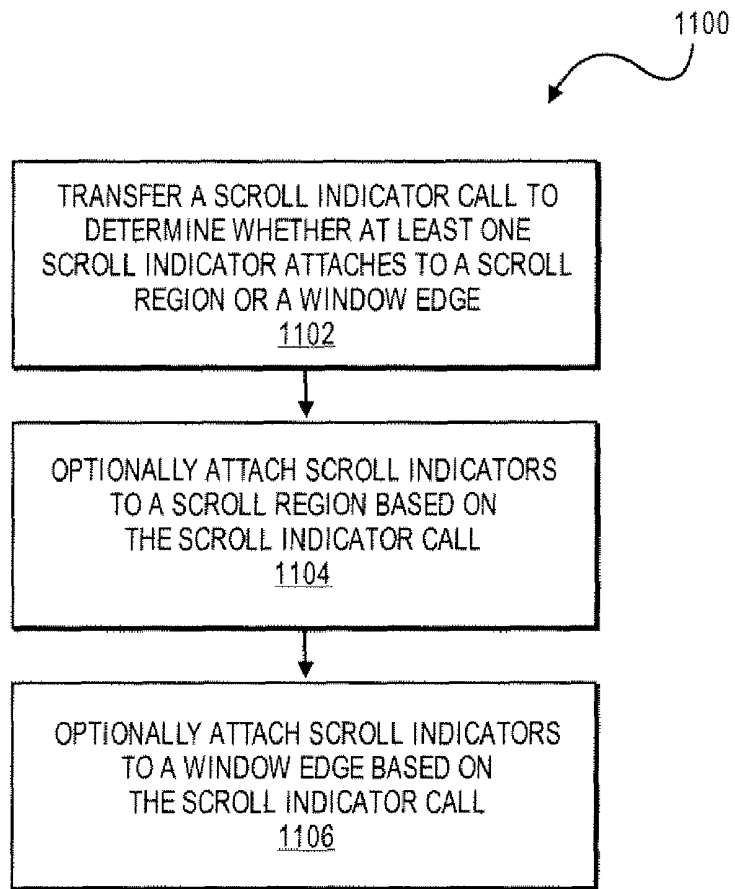 1100
TRANSFER A SCROLL INDICATOR CALL TO
DETERMINE WHETHER AT LEAST ONE
SCROLL INDICATOR ATTACHES TO A SCROLL
REGION OR A WINDOW EDGE
1102
OPTIONALLY ATTACH SCROLL INDICATORS
TO A SCROLL REGION BASED ON
THE SCROLL INDICATOR CALL
1104
OPTIONALLY ATTACH SCROLL INDICATORS
TO A WINDOW EDGE BASED ON
THE SCROLL INDICATOR CALL
1106